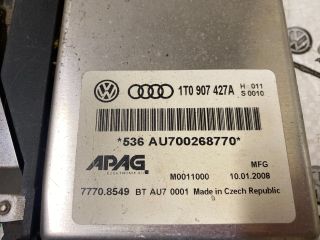 1T0 907 427A H 011
S 0010
*536 AU700268770*
APAG
ELEKTRONIK AG
M0011000 MFG
10.01.2008
7770.8549 BT AU7 0001 Made in Czech Republic
9